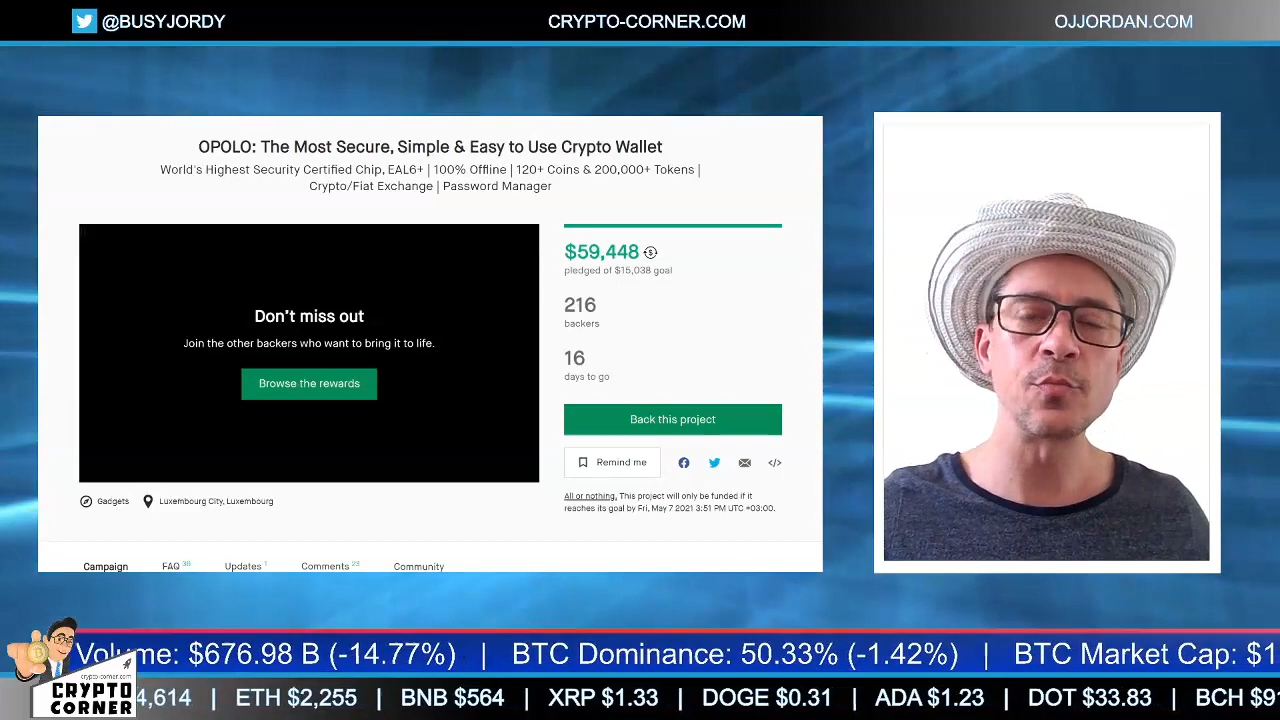 @BUSYJORDY
CRYPTO-CORNER.COM
OJJORDAN.COM
OPOLO: The Most Secure, Simple & Easy to Use Crypto Wallet
World's Highest Security Certified Chip, EAL6+ | 100% Offline | 120+ Coins & 200,000+ Tokens |
Crypto/Fiat Exchange | Password Manager
Don't miss out
Join the other backers who want to bring it to life.
Browse the rewards
$59,448
pledged of $15,038 goal
216
backers
16
days to go
Back this project
Remind me
All or nothing. This project will only be funded if it
reaches its goal by Fri, May 7 2021 3:51 PM UTC +03:00.
Gadgets
Luxembourg City, Luxembourg
Campaign
FAQ 36
Updates 1
Comments 23
Community
Volume: $676.98 B (-14.77%) | BTC Dominance: 50.33% (-1.42%) | BTC Market Cap: $1
crypto-corner.com
CRYPTO
CORNER
4,614 | ETH $2,255 | BNB $564 | XRP $1.33 | DOGE $0.31 | ADA $1.23 | DOT $33.83 | BCH $9